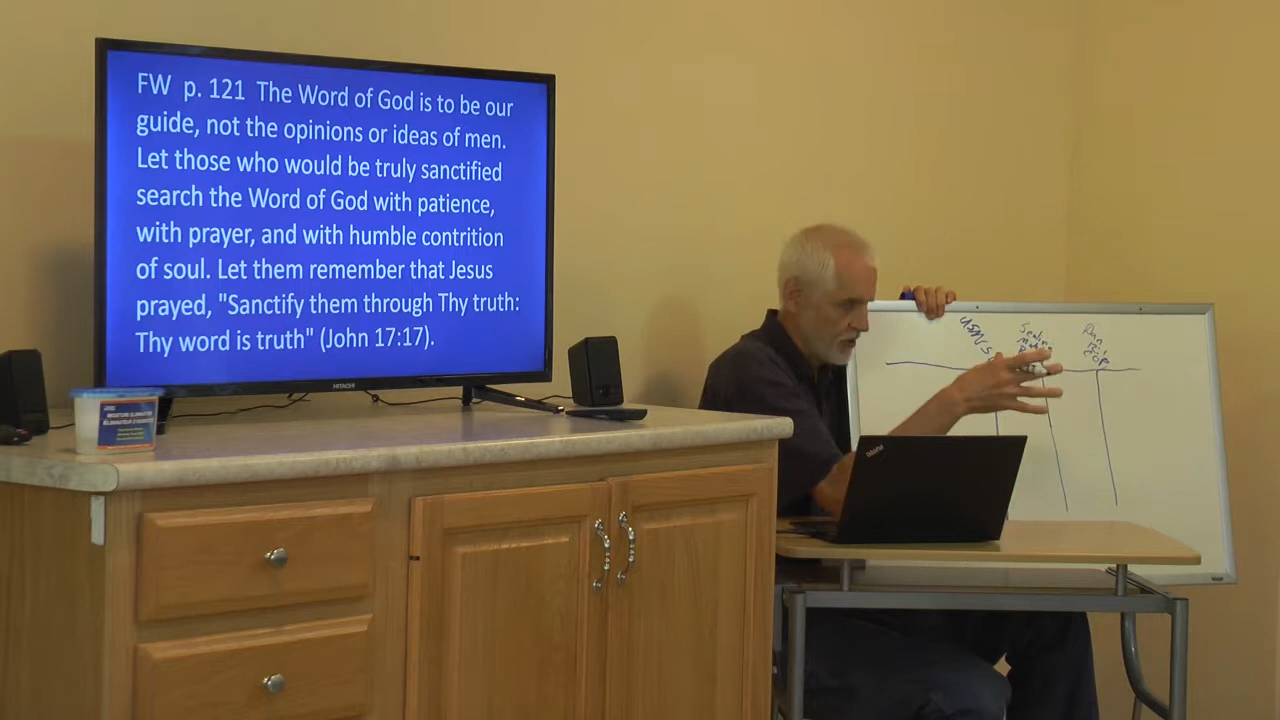 FW p. 121 The Word of God is to be our
guide, not the opinions or ideas of men.
Let those who would be truly sanctified
search the Word of God with patience,
with prayer, and with humble contrition
of soul. Let them remember that Jesus
prayed, "Sanctify them through Thy truth:
Thy word is truth" (John 17:17).
HITACHI
MOISTURE ELIMINATOR
ThinkPad